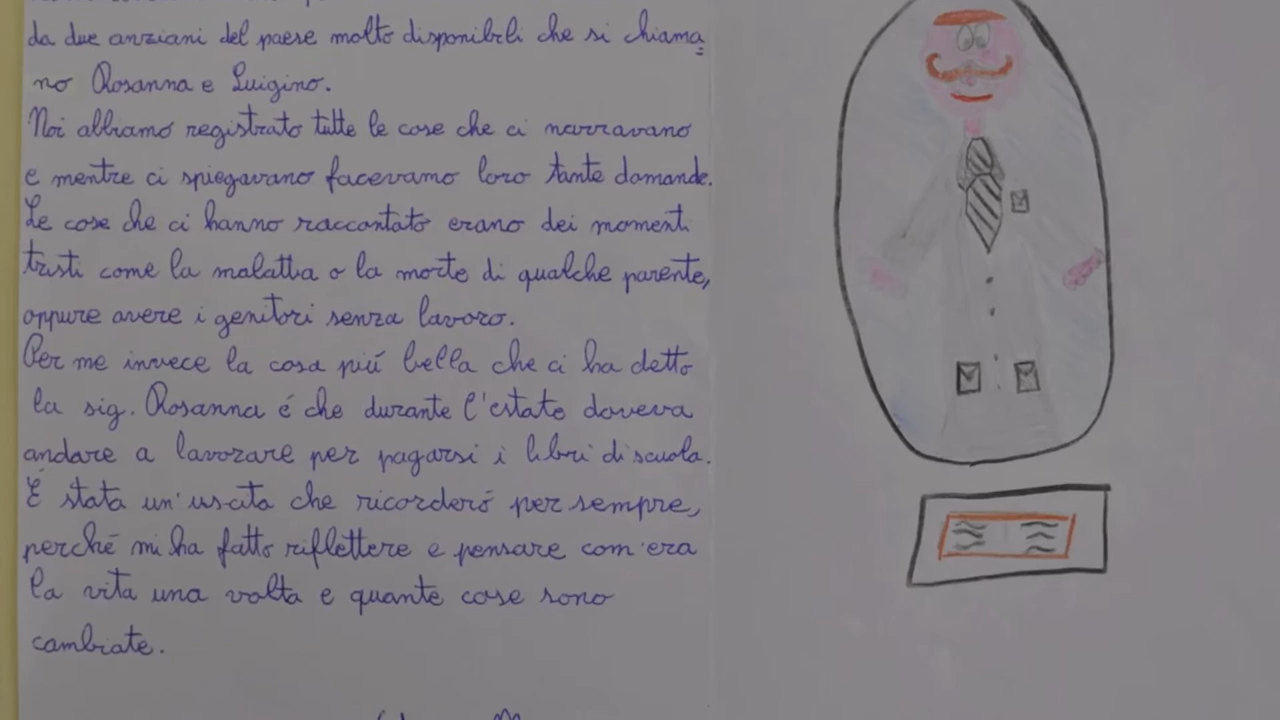 da due anziani del paese molto disponibili che si chiama=
no Rosanna e Luigino.
Noi abbiamo registrato tutte le cose che ci narravano
e mentre ci spiegavano facevamo loro tante domande.
Le cose che ci hanno raccontato erano dei momenti
tristi come la malattia o la morte di qualche parente,
oppure avere i genitori senza lavoro.
Per me invece la cosa più bella che ci ha detto
la sig. Rosanna é che durante l'estate doveva
andare a lavorare per pagarsi i libri di scuola.
É stata un'uscita che ricorderó per sempre,
perché mi ha fatto riflettere e pensare com'era
la vita una volta e quante cose sono
cambiate.